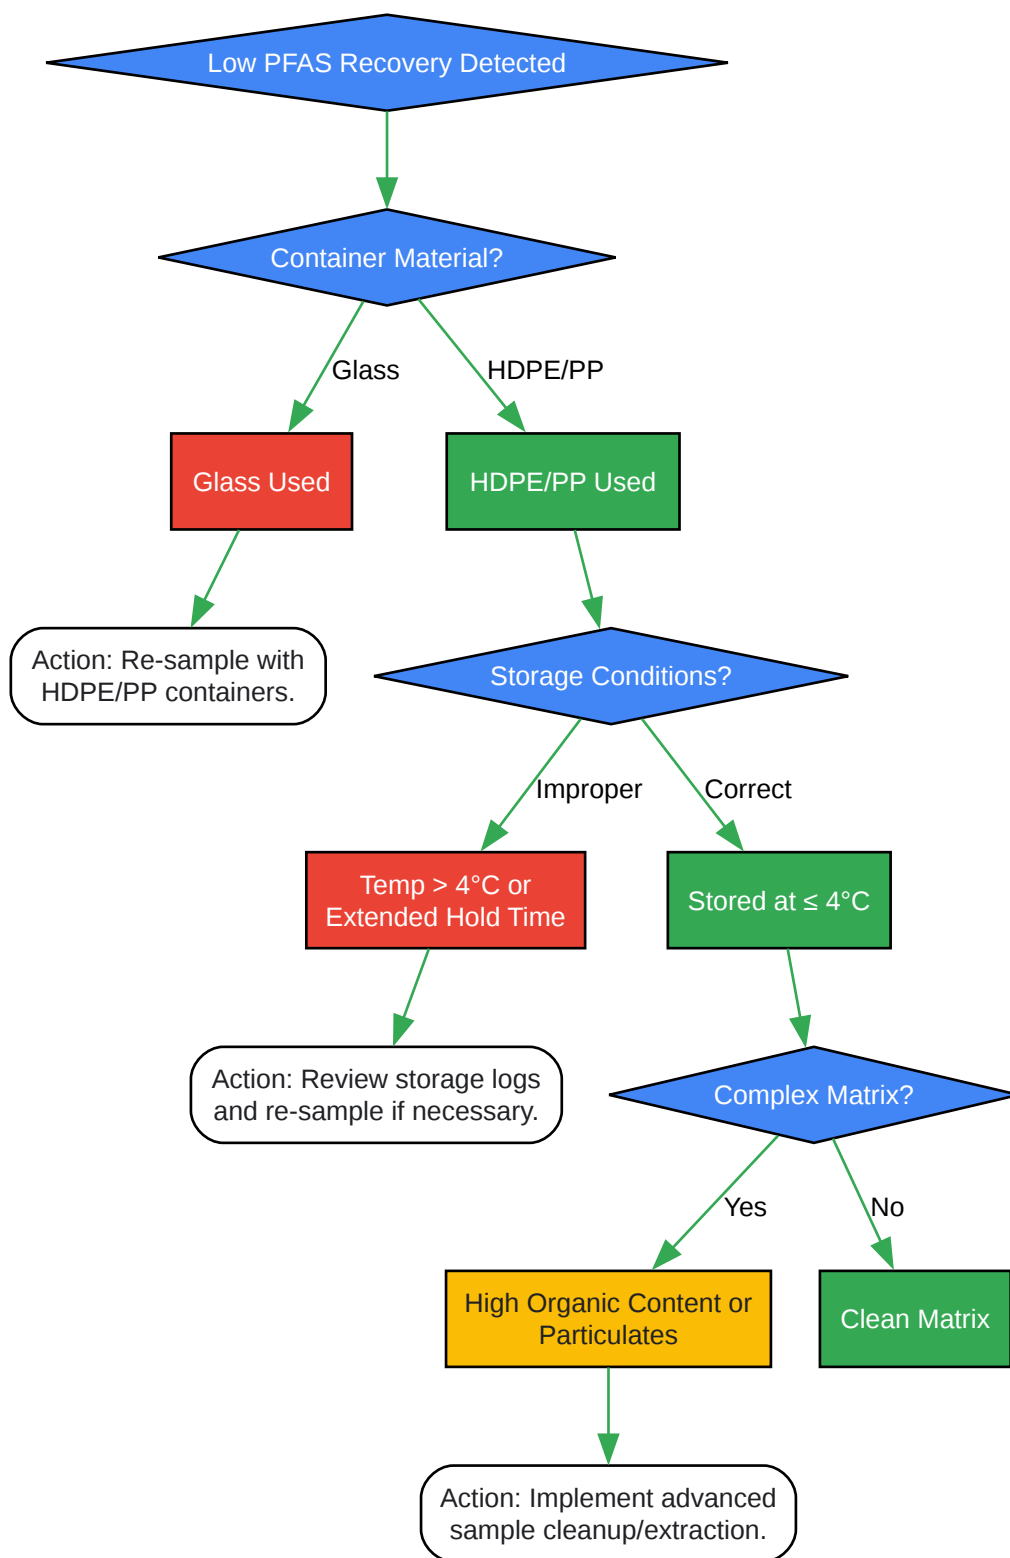 Low PFAS Recovery Detected
Container Material?
Glass
HDPE/PP
Glass Used
HDPE/PP Used
Action: Re-sample with
HDPE/PP containers.
Storage Conditions?
Improper
Correct
Temp > 4°C or
Extended Hold Time
Stored at ≤ 4°C
Action: Review storage logs
and re-sample if necessary.
Complex Matrix?
Yes
No
High Organic Content or
Particulates
Clean Matrix
Action: Implement advanced
sample cleanup/extraction.